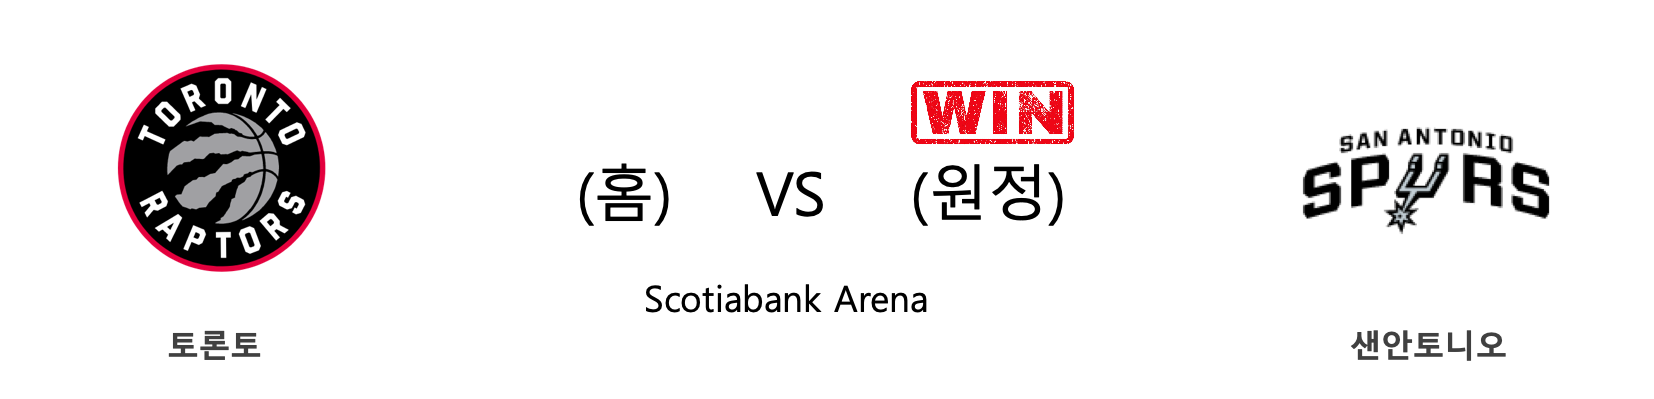 TORONTO
RAPTORS
WIN
(홈) VS (원정)
SAN ANTONIO
SPURS
Scotiabank Arena
토론토
샌안토니오